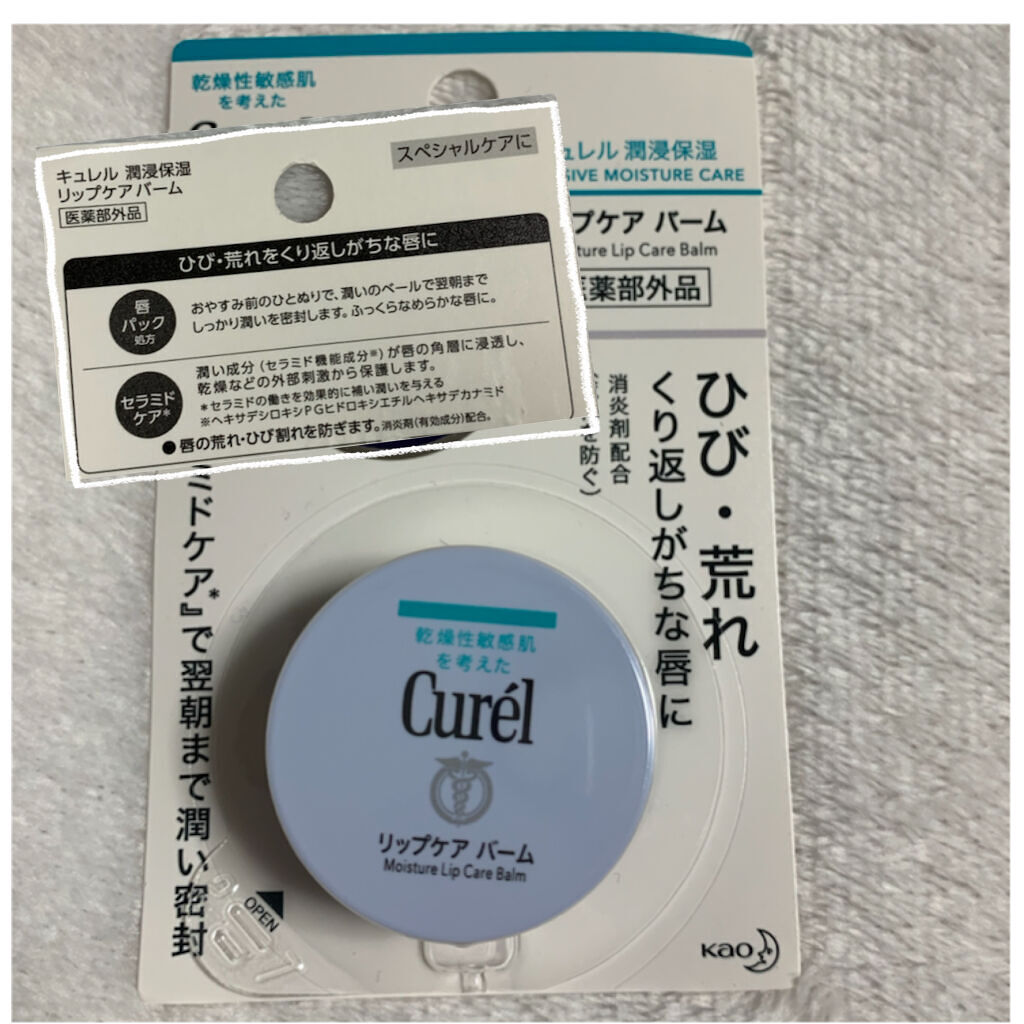 乾燥性敏感肌
を考えた
レル 潤浸保湿
SIVE MOISTURE CARE
プケア バーム
ture Lip Care Balm
薬部外品
キュレル 潤浸保湿
リップケア バーム
医薬部外品
スペシャルケアに
ひび・荒れをくり返しがちな唇に
唇
パック
処方
おやすみ前のひとぬりで、潤いのベールで翌朝まで
しっかり潤いを密封します。ふっくらなめらかな唇に。
セラミド
ケア*
潤い成分（セラミド機能成分※）が唇の角層に浸透し、
乾燥などの外部刺激から保護します。
＊セラミドの働きを効果的に補い潤いを与える
※ヘキサデシロキシＰＧヒドロキシエチルヘキサデカナミド
●唇の荒れ・ひび割れを防ぎます。消炎剤（有効成分）配合。
ひび・荒れ
くり返しがちな唇に
消炎剤配合
を防ぐ）
ミドケア*』で翌朝まで潤い密封
乾燥性敏感肌
を考えた
Curél
リップケア バーム
Moisture Lip Care Balm
OPEN
Kao